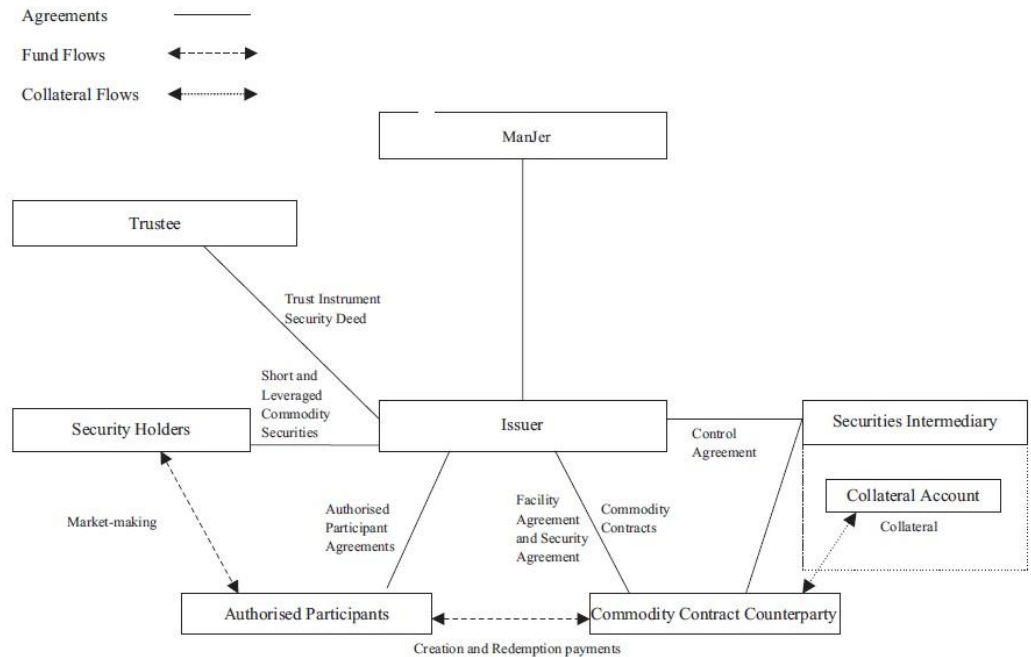 Agreements
Fund Flows
Collateral Flows
ManJer
Trustee
Trust Instrument
Security Deed
Short and
Leveraged
Commodity
Securities
Security Holders
Issuer
Control
Agreement
Securities Intermediary
Collateral Account
Collateral
Market-making
Authorised
Participant
Agreements
Facility
Agreement
and Security
Agreement
Commodity
Contracts
Authorised Participants
Commodity Contract Counterparty
Creation and Redemption payments